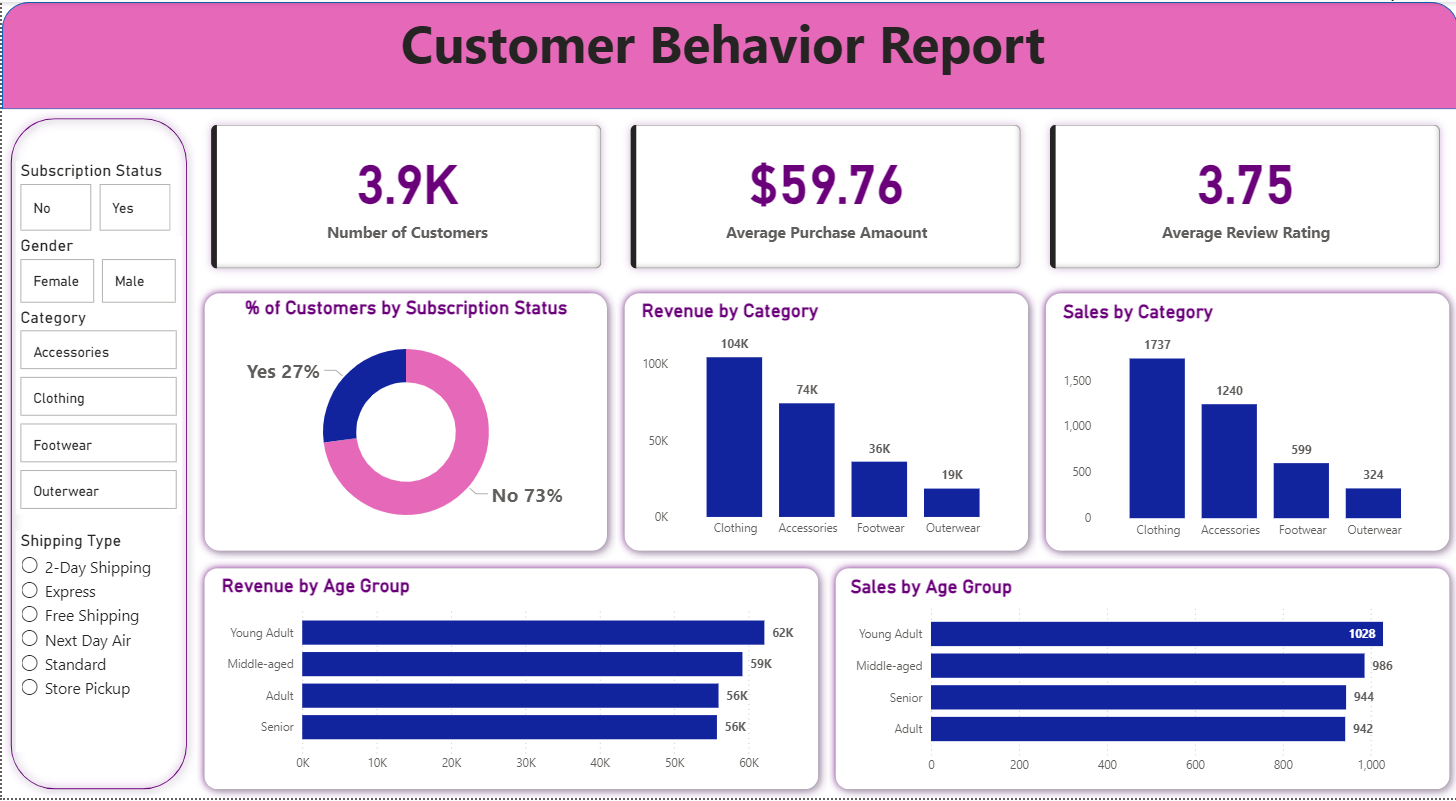 Customer Behavior Report
Subscription Status
No
Yes
Gender
Female
Male
Category
Accessories
Clothing
Footwear
Outerwear
Shipping Type
2-Day Shipping
Express
Free Shipping
Next Day Air
Standard
Store Pickup
3.9K
Number of Customers
$59.76
Average Purchase Amaount
3.75
Average Review Rating
% of Customers by Subscription Status
Yes 27%
No 73%
Revenue by Category
100K
50K
0K
104K
74K
36K
19K
Clothing
Accessories
Footwear
Outerwear
Sales by Category
1,500
1,000
500
0
1737
1240
599
324
Clothing
Accessories
Footwear
Outerwear
Revenue by Age Group
Young Adult 62K
Middle-aged 59K
Adult 56K
Senior 56K
0K 10K 20K 30K 40K 50K 60K
Sales by Age Group
Young Adult 1028
Middle-aged 986
Senior 944
Adult 942
0 200 400 600 800 1,000